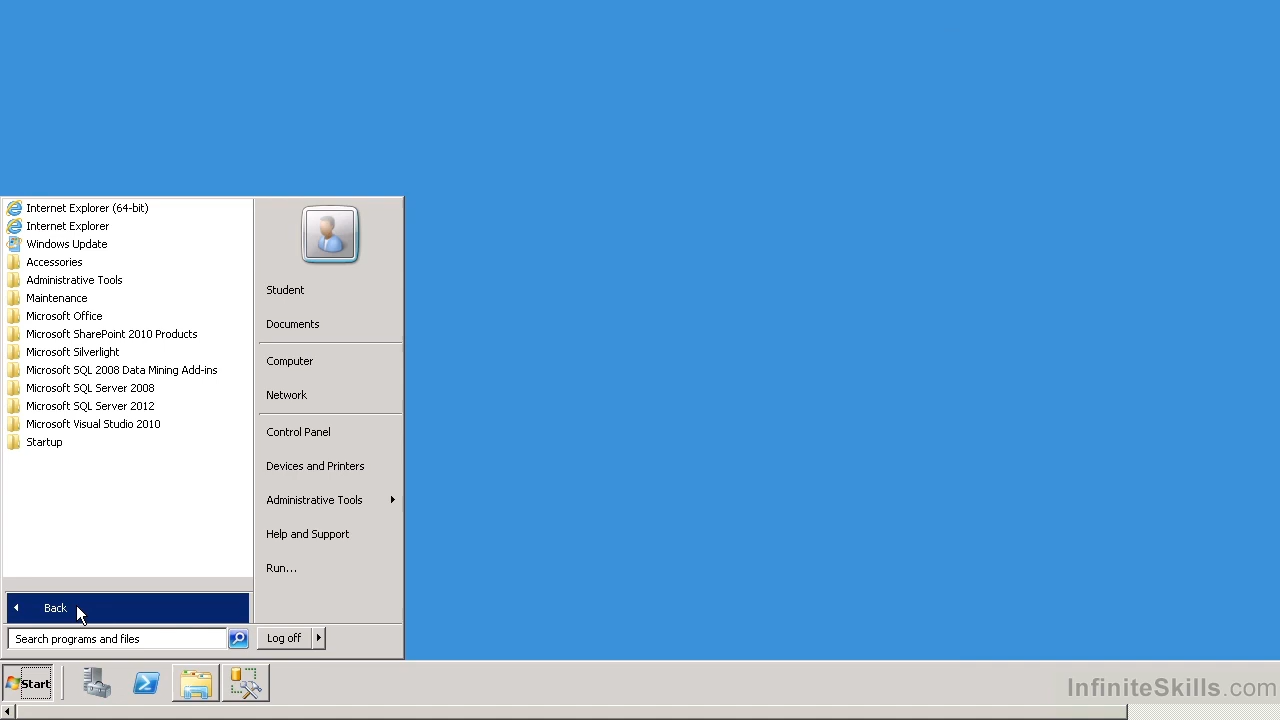 Internet Explorer (64-bit)
Internet Explorer
Windows Update
Accessories
Administrative Tools
Maintenance
Microsoft Office
Microsoft SharePoint 2010 Products
Microsoft Silverlight
Microsoft SQL 2008 Data Mining Add-ins
Microsoft SQL Server 2008
Microsoft SQL Server 2012
Microsoft Visual Studio 2010
Startup
Back
Search programs and files
Student
Documents
Computer
Network
Control Panel
Devices and Printers
Administrative Tools
Help and Support
Run...
Log off
Start
InfiniteSkills.com